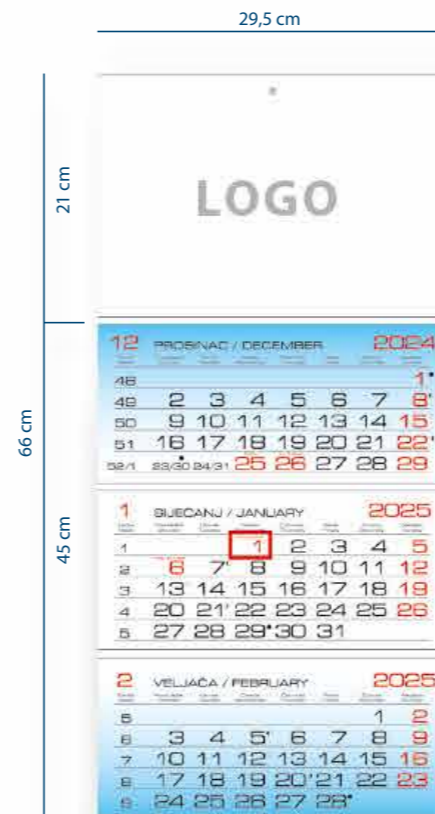 29,5 cm
21 cm
LOGO
66 cm
45 cm
12 PROSINAC / DECEMBER 2024
48 1
49 2 3 4 5 6 7 8
50 9 10 11 12 13 14 15
51 16 17 18 19 20 21 22
52/1 23/30 24/31 25 26 27 28 29
1 SIJEČANJ / JANUARY 2025
1 1 2 3 4 5
2 6 7 8 9 10 11 12
3 13 14 15 16 17 18 19
4 20 21 22 23 24 25 26
5 27 28 29 30 31
2 VELJAČA / FEBRUARY 2025
5 1 2
6 3 4 5 6 7 8 9
7 10 11 12 13 14 15 16
8 17 18 19 20 21 22 23
9 24 25 26 27 28